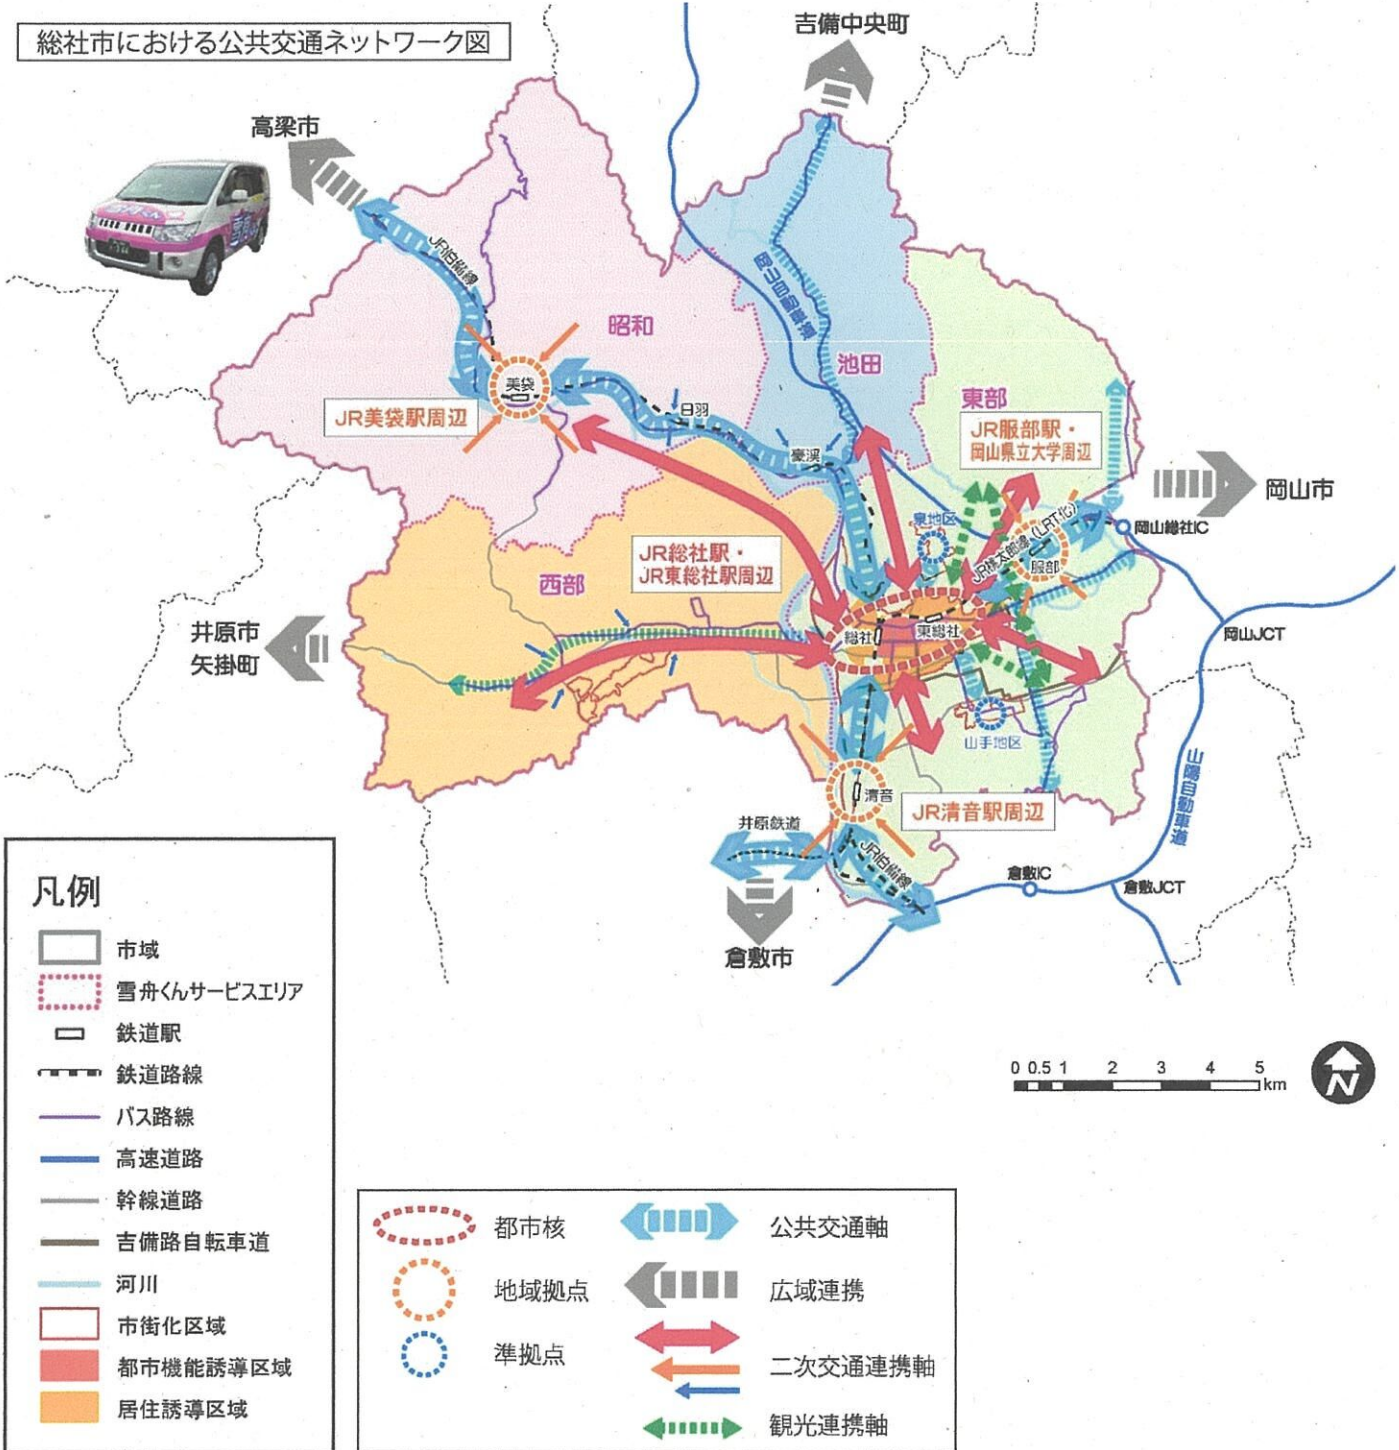 総社市における公共交通ネットワーク図
吉備中央町
高梁市
雪舟くん
JR伯備線
昭和
岡山自動車道
池田
東部
美袋
JR美袋駅周辺
日羽
豪渓
JR服部駅・
岡山県立大学周辺
岡山市
泉地区
JR桃太郎線(LRT化)
服部
岡山総社IC
JR総社駅・
JR東総社駅周辺
西部
井原市
矢掛町
総社
東総社
岡山JCT
山手地区
山陽自動車道
清音
JR清音駅周辺
井原鉄道
JR伯備線
倉敷IC
倉敷JCT
倉敷市
凡例
市域
雪舟くんサービスエリア
鉄道駅
鉄道路線
バス路線
高速道路
幹線道路
吉備路自転車道
河川
市街化区域
都市機能誘導区域
居住誘導区域
都市核
地域拠点
準拠点
公共交通軸
広域連携
二次交通連携軸
観光連携軸
0 0.5 1 2 3 4 5
km
N